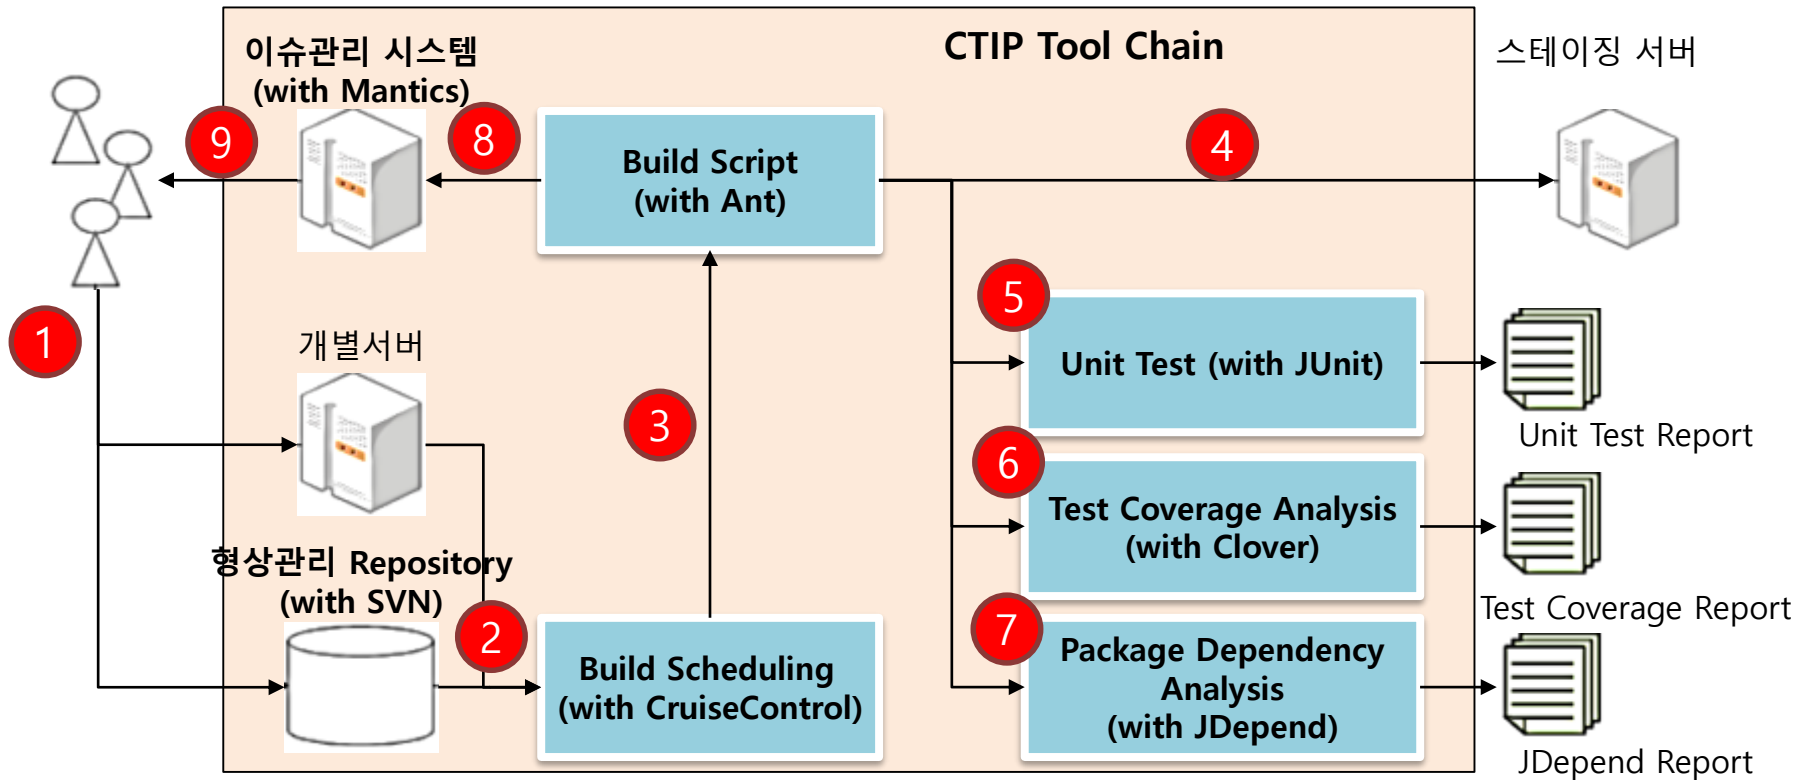 이슈관리 시스템
(with Mantics)
CTIP Tool Chain
스테이징 서버
9
8
4
Build Script
(with Ant)
1
개별서버
3
5
Unit Test (with JUnit)
Unit Test Report
6
Test Coverage Analysis
(with Clover)
Test Coverage Report
형상관리 Repository
(with SVN)
2
Build Scheduling
(with CruiseControl)
7
Package Dependency
Analysis
(with JDepend)
JDepend Report